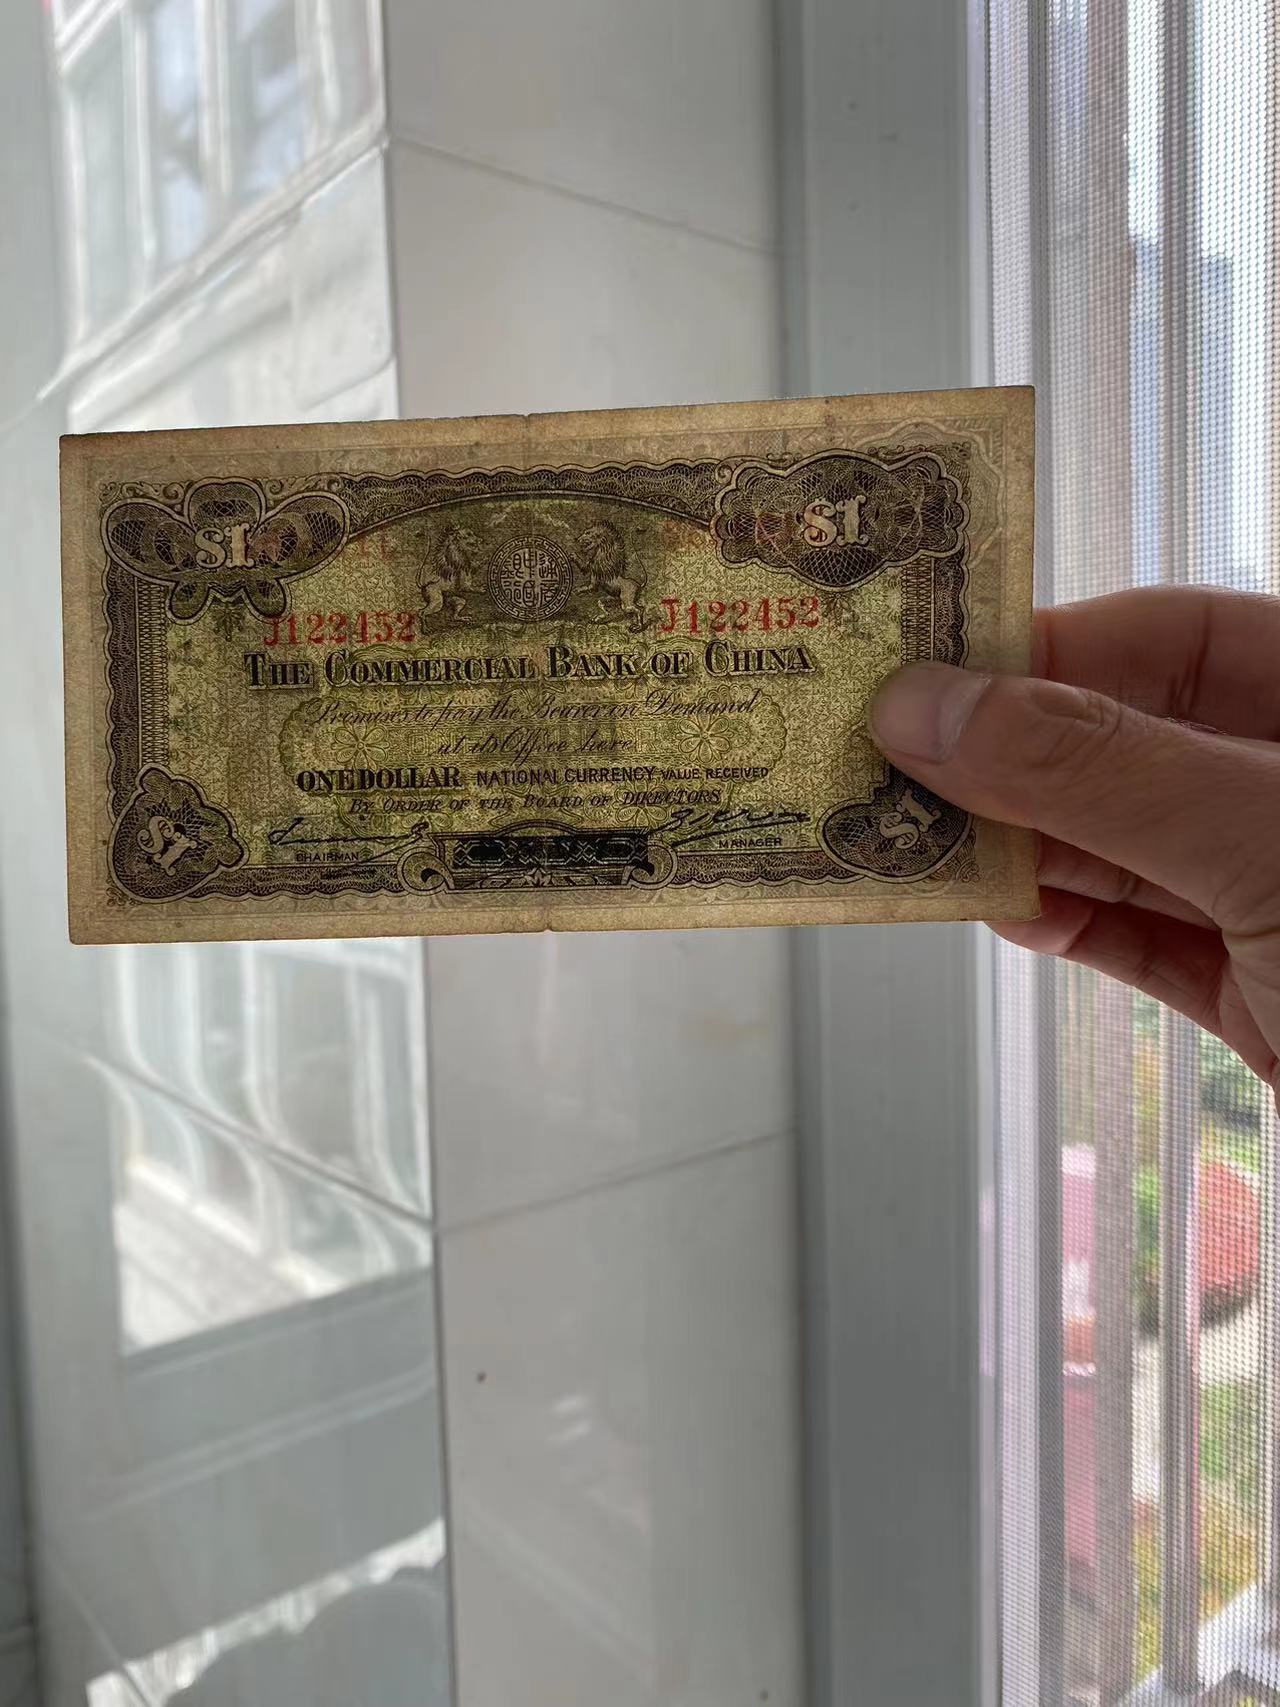 $1 $1
J122452 J122452
THE COMMERCIAL BANK OF CHINA
Promises to pay the Bearer on Demand
at its Office here
ONE DOLLAR NATIONAL CURRENCY VALUE RECEIVED
BY ORDER OF THE BOARD OF DIRECTORS
CHAIRMAN MANAGER
$1 $1